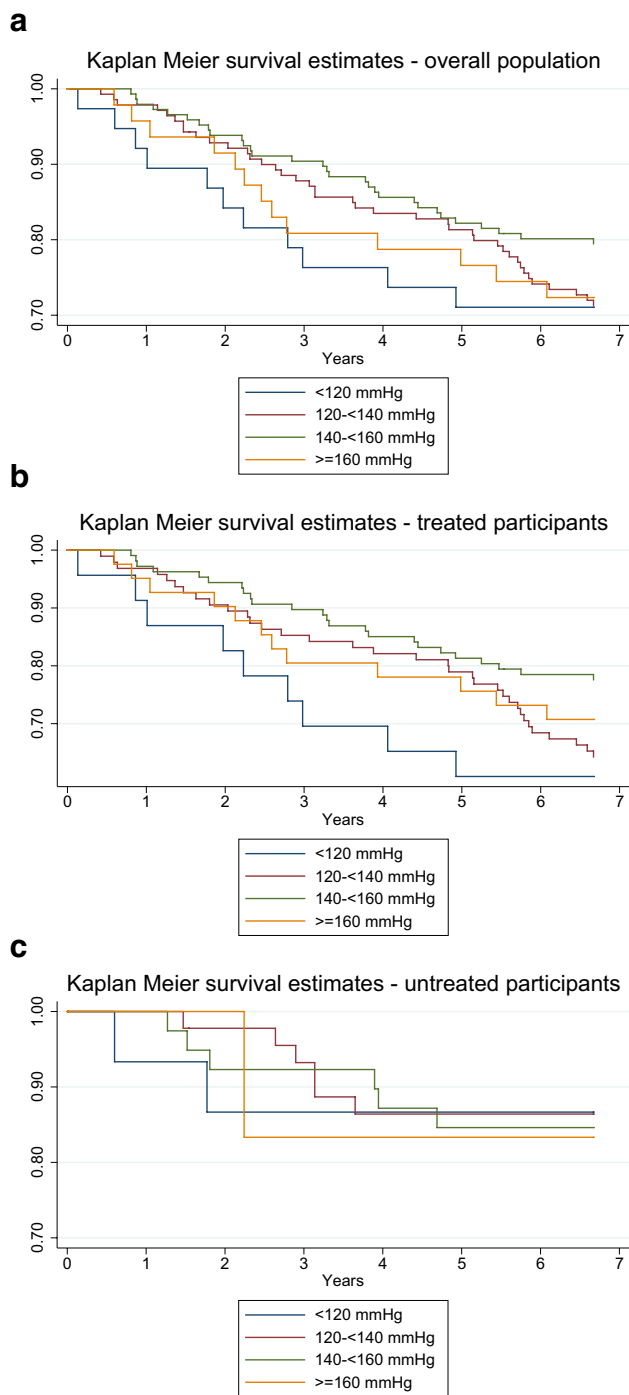 a
Kaplan Meier survival estimates - overall population
1.00
0.90
0.80
0.70
0 1 2 3 4 5 6 7
Years
<120 mmHg
120-<140 mmHg
140-<160 mmHg
>=160 mmHg
b
Kaplan Meier survival estimates - treated participants
1.00
0.90
0.80
0.70
0 1 2 3 4 5 6 7
Years
<120 mmHg
120-<140 mmHg
140-<160 mmHg
>=160 mmHg
c
Kaplan Meier survival estimates - untreated participants
1.00
0.90
0.80
0.70
0 1 2 3 4 5 6 7
Years
<120 mmHg
120-<140 mmHg
140-<160 mmHg
>=160 mmHg